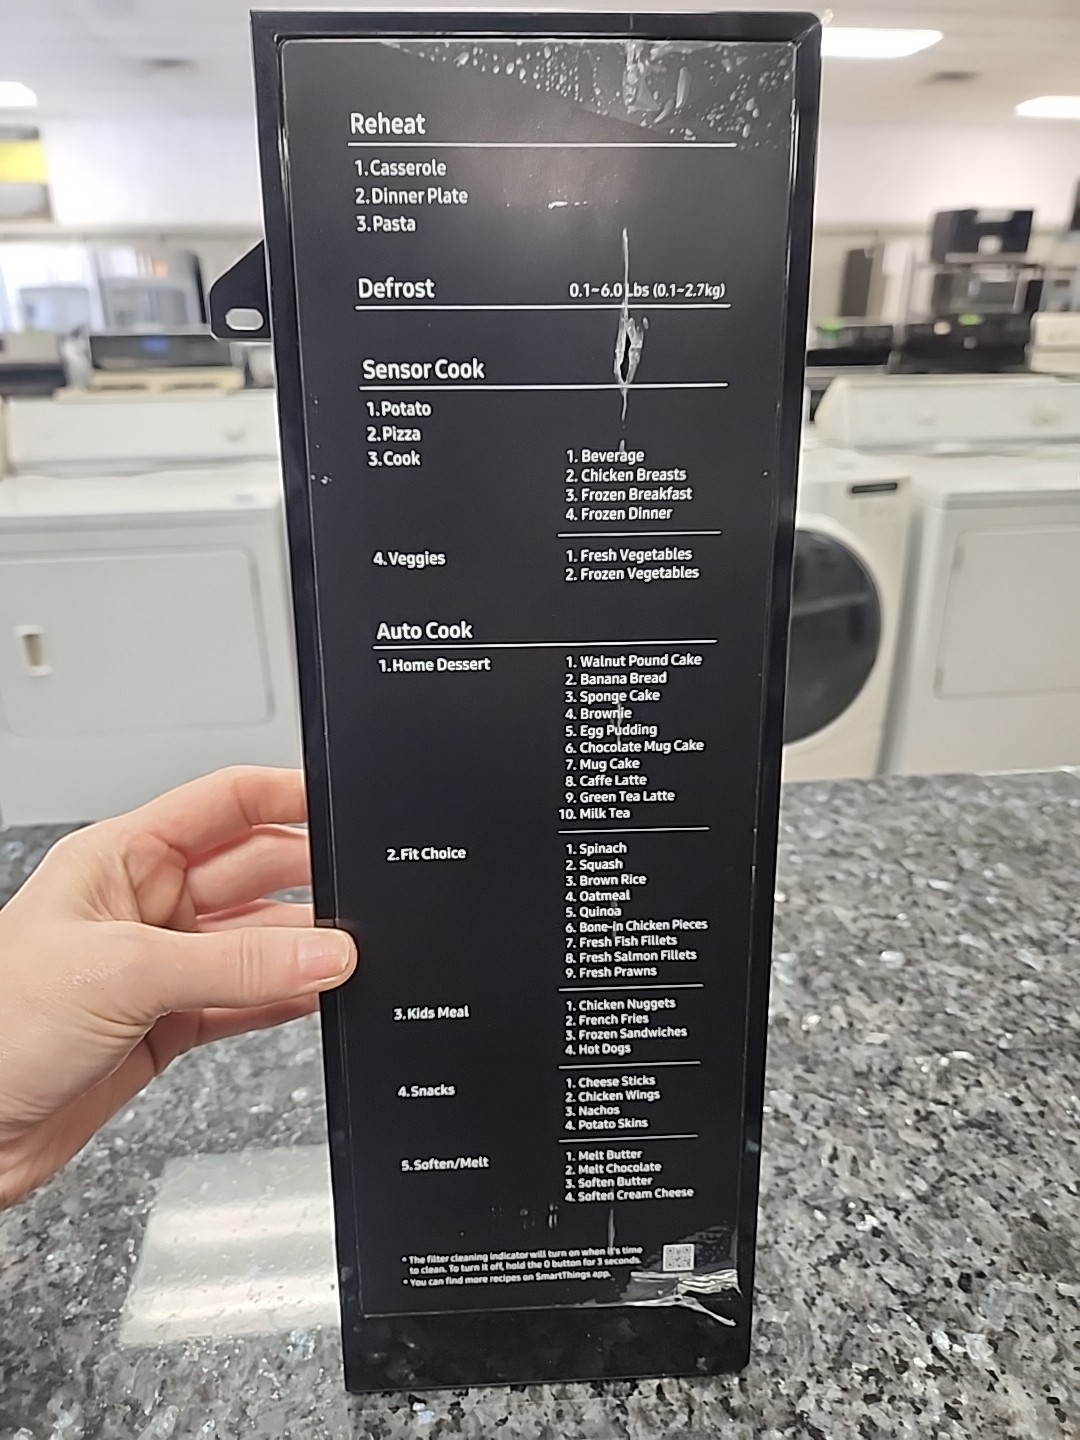 Reheat
1.Casserole
2.Dinner Plate
3.Pasta
Defrost 0.1~6.0 Lbs (0.1~2.7kg)
Sensor Cook
1.Potato
2.Pizza
3.Cook
1. Beverage
2. Chicken Breasts
3. Frozen Breakfast
4. Frozen Dinner
4.Veggies
1. Fresh Vegetables
2. Frozen Vegetables
Auto Cook
1.Home Dessert
1. Walnut Pound Cake
2. Banana Bread
3. Sponge Cake
4. Brownie
5. Egg Pudding
6. Chocolate Mug Cake
7. Mug Cake
8. Caffe Latte
9. Green Tea Latte
10. Milk Tea
2.Fit Choice
1. Spinach
2. Squash
3. Brown Rice
4. Oatmeal
5. Quinoa
6. Bone-in Chicken Pieces
7. Fresh Fish Fillets
8. Fresh Salmon Fillets
9. Fresh Prawns
3.Kids Meal
1. Chicken Nuggets
2. French Fries
3. Frozen Sandwiches
4. Hot Dogs
4.Snacks
1. Cheese Sticks
2. Chicken Wings
3. Nachos
4. Potato Skins
5.Soften/Melt
1. Melt Butter
2. Melt Chocolate
3. Soften Butter
4. Soften Cream Cheese
* The filter cleaning indicator will turn on when it's time
to clean. To turn it off, hold the 0 button for 3 seconds.
* You can find more recipes on SmartThings app.